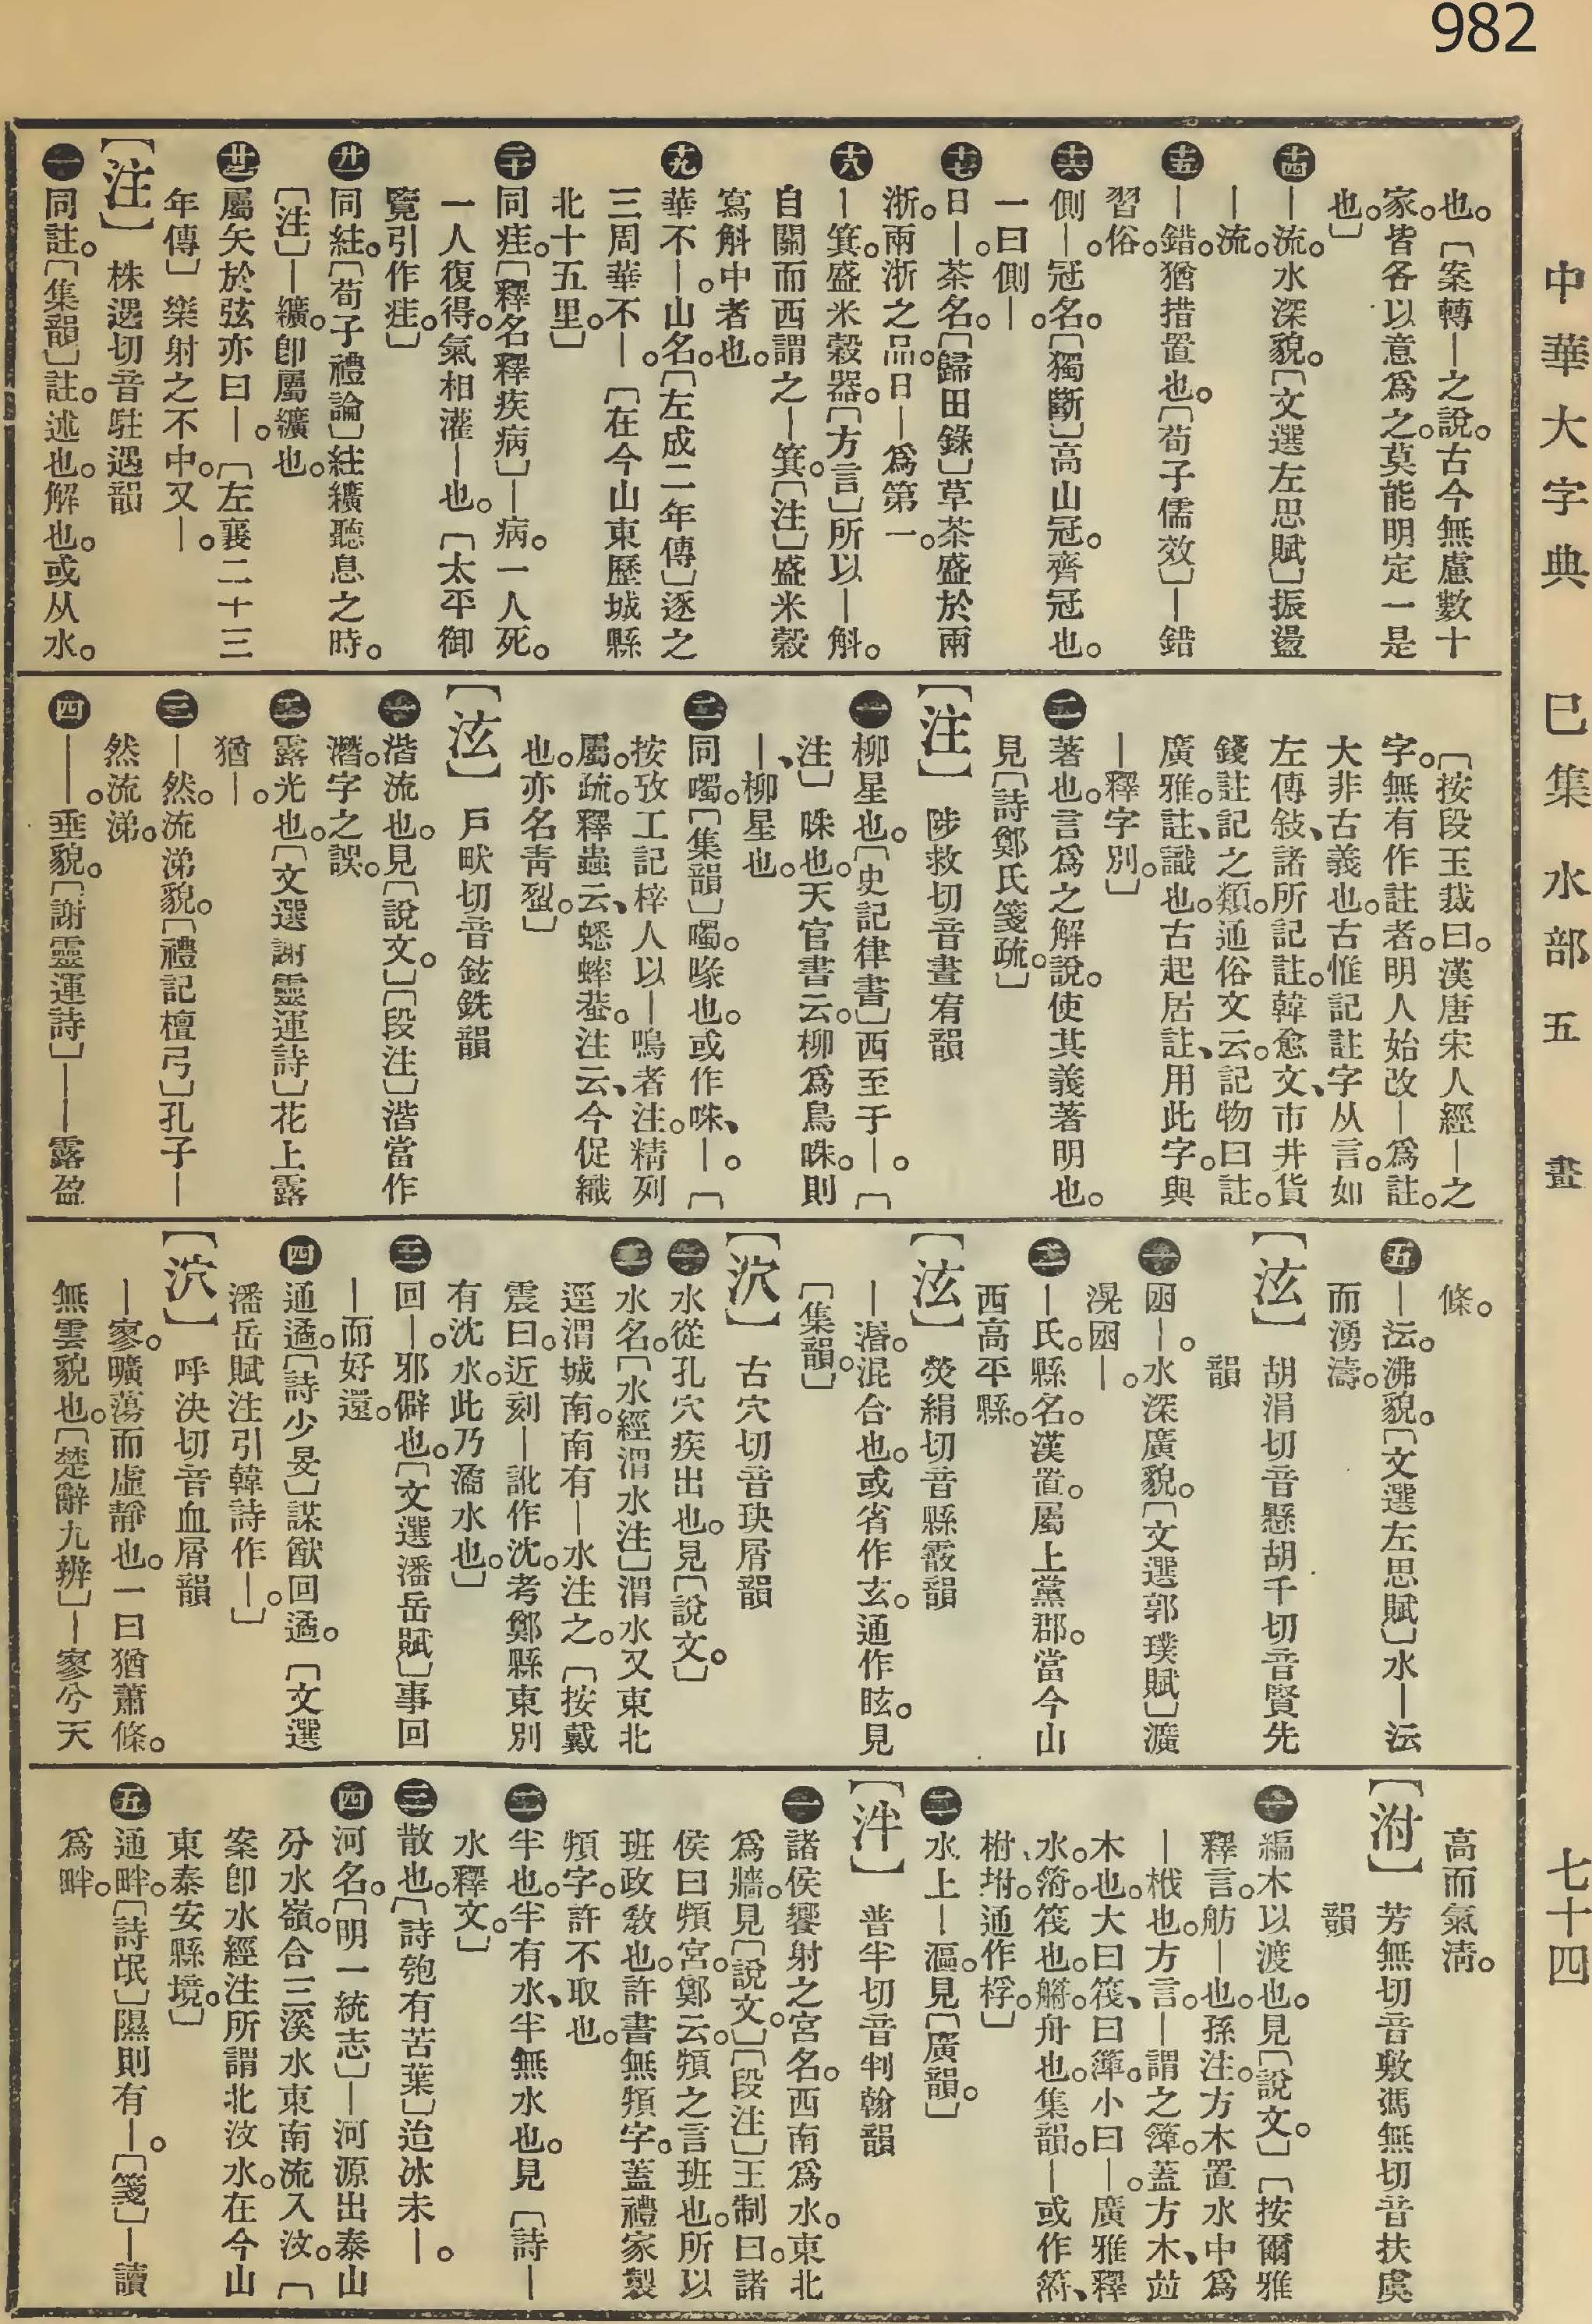 982
中華大字典　巳集　水部　五畫　七十四
也。〔案轉—之說。古今無慮數十
家。皆各以意爲之。莫能明定一是
也。〕
十四 —流。水深貌。〔文選左思賦〕振盪
—流。
十五 —錯。猶措置也。〔荀子儒效〕—錯
習俗。
十六 側—。冠名。〔獨斷〕高山冠。齊冠也。
一曰側—。
十七 日—。茶名。〔歸田錄〕草茶盛於兩
浙。兩浙之品。日—爲第一。
十八 —箕。盛米穀器。〔方言〕所以—斛。
自關而西謂之—箕。〔注〕盛米穀
寫斛中者也。
十九 華不—。山名。〔左成二年傳〕逐之
三周華不—。〔在今山東歷城縣
北十五里。〕
二十 同疰。〔釋名釋疾病〕—病。一人死。
一人復得。氣相灌—也。〔太平御
覽引作疰。〕
廿一 同紸。〔荀子禮論〕紸纊聽息之時。
〔注〕—纊。卽屬纊也。
廿二 屬矢於弦亦曰—。〔左襄二十三
年傳〕樂射之不中。又—。
〔注〕　株遇切音駐遇韻
一 同註。〔集韻〕註。述也。解也。或从水。
〔按段玉裁曰。漢唐宋人經—之
字。無有作註者。明人始改—爲註。
大非古義也。古惟記註字从言。如
左傳敍諸所記註。韓愈文、市井貨
錢註記之類。通俗文云。記物曰註。
廣雅。註、識也。古起居註、用此字。與
—釋字別。〕
二 著也。言爲之解說。使其義著明也。
見〔詩鄭氏箋疏。〕
〔注〕　陟救切音晝宥韻
一 柳星也。〔史記律書〕西至于—。〔
注〕咮也。天官書云。柳爲鳥咮。則
—、柳星也。
二 同噣。〔集韻〕噣。喙也。或作咮、—。〔
按攷工記梓人以—鳴者注。精列
屬。疏。釋蟲云、蟋蟀蛬。注云、今促織
也。亦名靑𧊿。〕
〔泫〕　戶畎切音鉉銑韻
一 湝流也。見〔說文。〕〔段注〕湝當作
潛。字之誤。
二 露光也。〔文選謝靈運詩〕花上露
猶—。
三 —然。流涕貌。〔禮記檀弓〕孔子—
然流涕。
四 ——。垂貌。〔謝靈運詩〕——露盈
條。
五 —沄。沸貌。〔文選左思賦〕水—沄
而湧濤。
〔泫〕　胡涓切音懸胡千切音賢先
韻
一 囦—。水深廣貌。〔文選郭璞賦〕㶇
滉囦—。
二 —氏。縣名。漢置。屬上黨郡。當今山
西高平縣。
〔泫〕　熒絹切音縣霰韻
—潛。混合也。或省作玄。通作眩。見
〔集韻。〕
〔泬〕　古穴切音玦屑韻
一 水從孔穴疾出也。見〔說文。〕
二 水名。〔水經渭水注〕渭水又東北
逕渭城南。南有—水注之。〔按戴
震曰。近刻—訛作沈。考鄭縣東別
有沈水。此乃潏水也。〕
三 回—。邪僻也。〔文選潘岳賦〕事回
—而好還。
四 通遹。〔詩少旻〕謀猷回遹。〔文選
潘岳賦注引韓詩作—。〕
〔泬〕　呼決切音血屑韻
—寥。曠蕩而虛靜也。一曰猶蕭條。
無雲貌也。〔楚辭九辨〕—寥兮天
高而氣淸。
〔泭〕　芳無切音敷馮無切音扶虞
韻
一 編木以渡也。見〔說文。〕〔按爾雅
釋言。舫—也。孫注。方木置水中爲
—栰也。方言。—謂之簰。蓋方木、竝
木也。大曰筏、曰簰。小曰—。廣雅釋
水。箁。筏也。艜。舟也。集韻。—或作箁、
柎、坿。通作桴。〕
二 水上—漚。見〔廣韻。〕
〔泮〕　普半切音判翰韻
一 諸侯饗射之宮名。西南爲水。東北
爲牆。見〔說文。〕〔段注〕王制曰。諸
侯曰頖宮。鄭云。頖之言班也。所以
班政敎也。許書無頖字。蓋禮家製
頖字。許不取也。
二 半也。半有水、半無水也。見〔詩—
水釋文。〕
三 散也。〔詩匏有苦葉〕迨冰未—。
四 河名。〔明一統志〕—河源出泰山
分水嶺。合三溪水東南流入汶。〔
案卽水經注所謂北汶水。在今山
東泰安縣境。〕
五 通畔。〔詩氓〕隰則有—。〔箋〕—讀
爲畔。